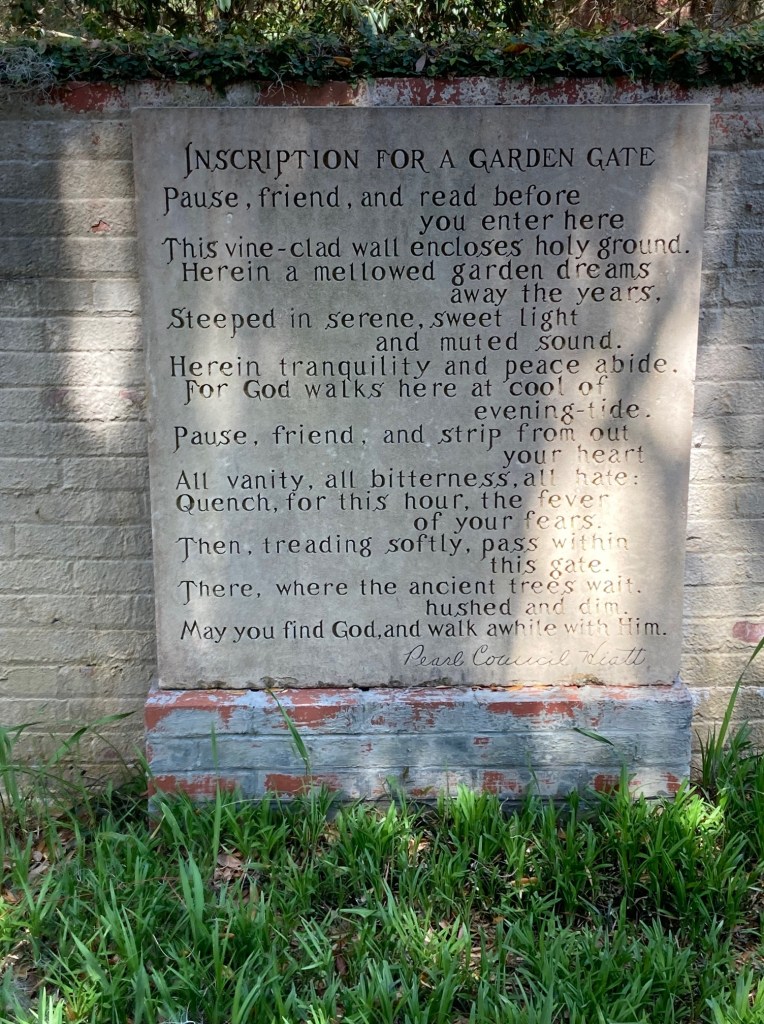 INSCRIPTION FOR A GARDEN GATE
Pause, friend, and read before
you enter here
This vine-clad wall encloses holy ground.
Herein a mellowed garden dreams
away the years,
Steeped in serene, sweet light
and muted sound.
Herein tranquility and peace abide.
For God walks here at cool of
evening-tide.
Pause, friend, and strip from out
your heart
All vanity, all bitterness, all hate:
Quench, for this hour, the fever
of your fears.
Then, treading softly, pass within
this gate.
There, where the ancient trees wait.
hushed and dim.
May you find God, and walk awhile with Him.
Pearl Council Hiatt